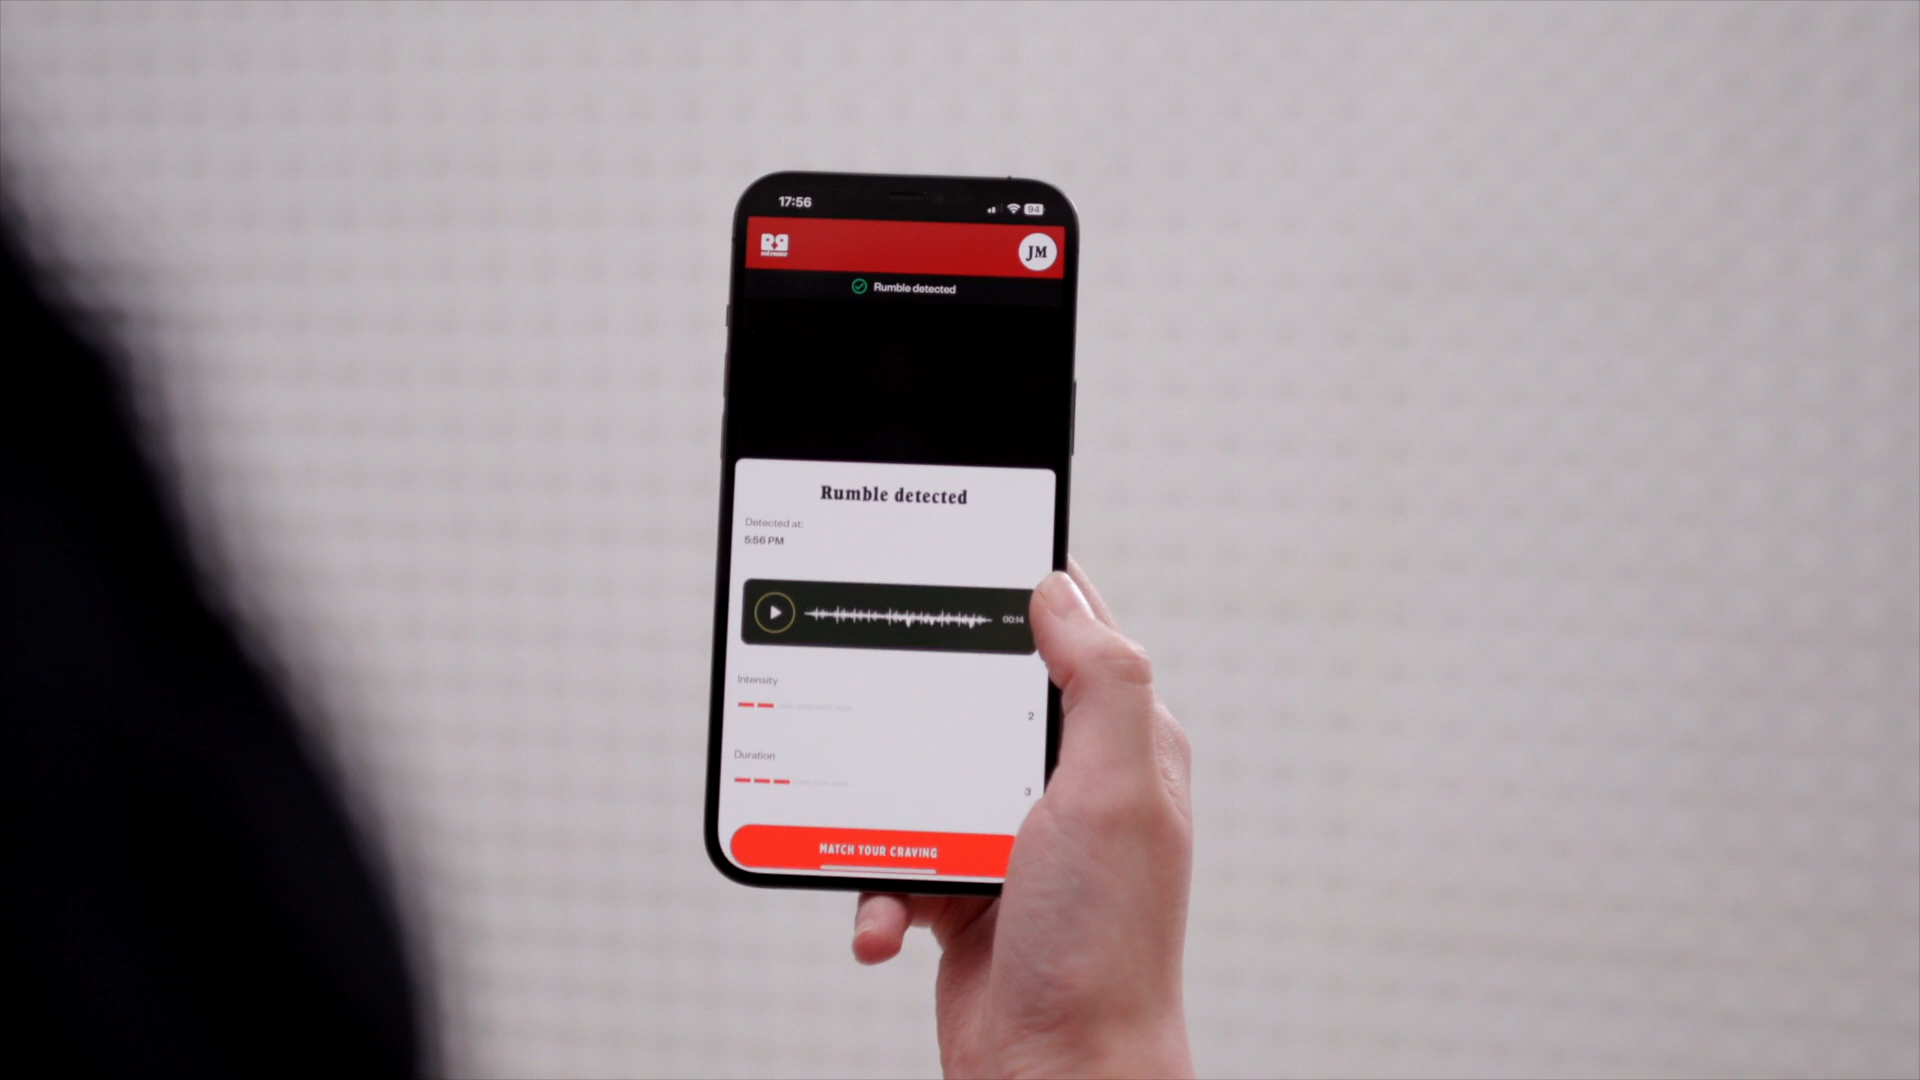 17:56
94
JM
Rumble detected
Rumble detected
Detected at:
5:56 PM
00:14
Intensity
2
Duration
3
MATCH YOUR CRAVING